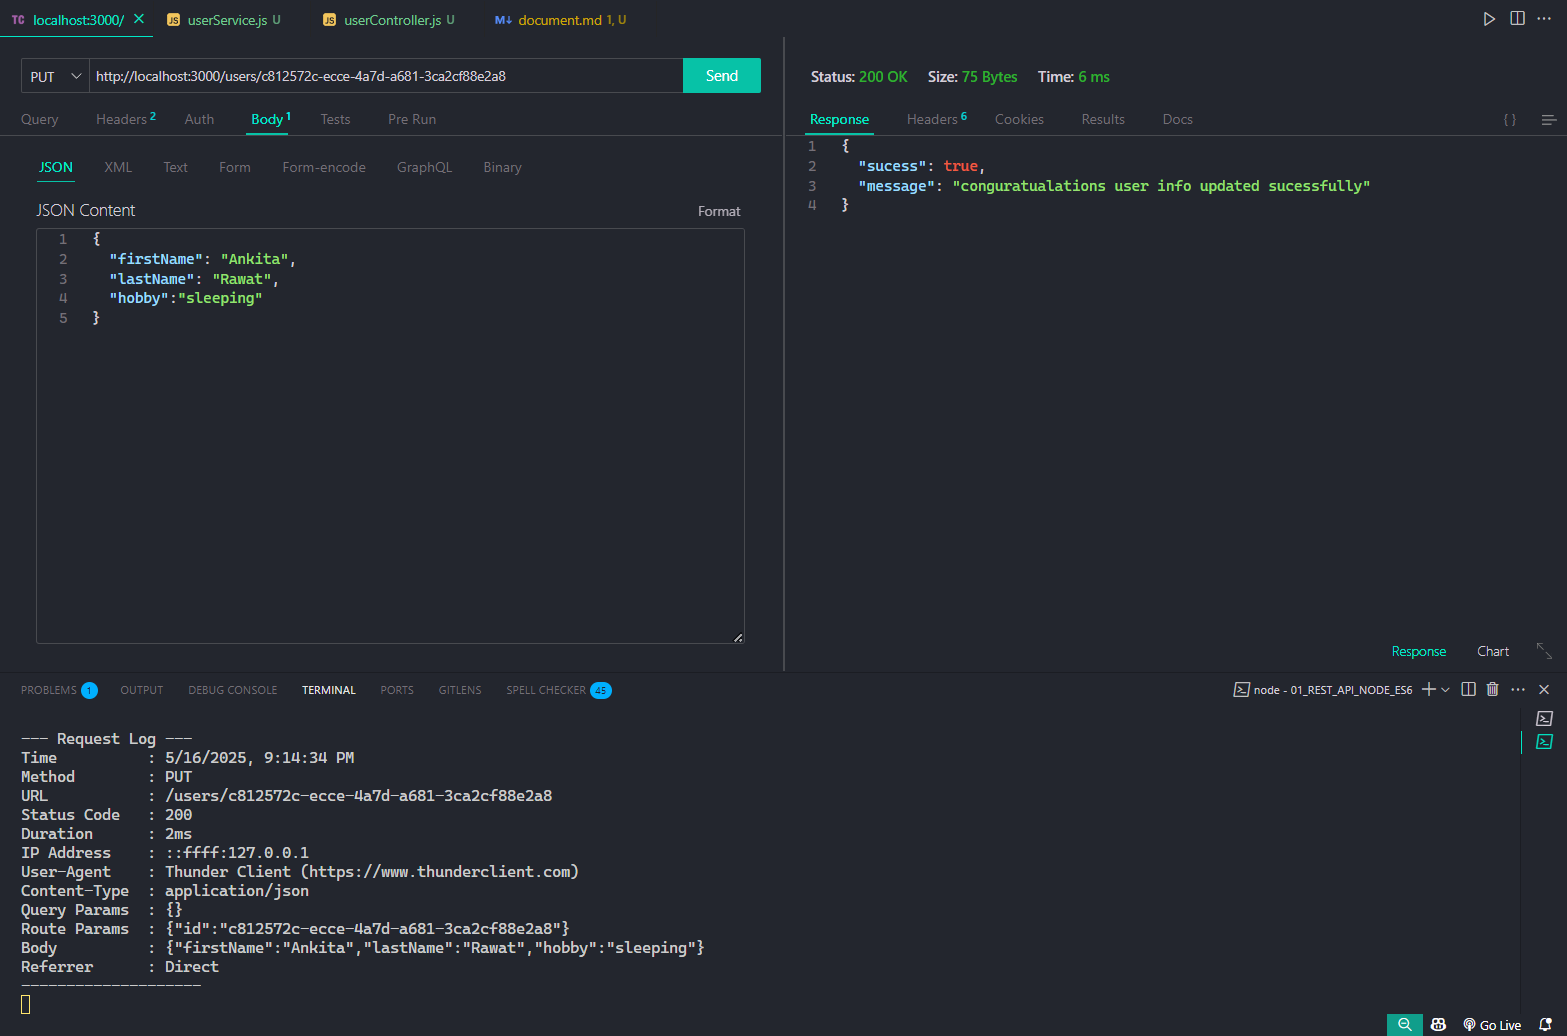 TC localhost:3000/ JS userService.js U JS userController.js U M↓ document.md 1, U
PUT http://localhost:3000/users/c812572c-ecce-4a7d-a681-3ca2cf88e2a8 Send
Query Headers 2 Auth Body 1 Tests Pre Run
JSON XML Text Form Form-encode GraphQL Binary
JSON Content Format
1 {
2 "firstName": "Ankita",
3 "lastName": "Rawat",
4 "hobby":"sleeping"
5 }
Status: 200 OK Size: 75 Bytes Time: 6 ms
Response Headers 6 Cookies Results Docs { }
1 {
2 "sucess": true,
3 "message": "conguratualations user info updated sucessfully"
4 }
Response Chart
PROBLEMS 1 OUTPUT DEBUG CONSOLE TERMINAL PORTS GITLENS SPELL CHECKER 45 node - 01_REST_API_NODE_ES6
--- Request Log ---
Time : 5/16/2025, 9:14:34 PM
Method : PUT
URL : /users/c812572c-ecce-4a7d-a681-3ca2cf88e2a8
Status Code : 200
Duration : 2ms
IP Address : ::ffff:127.0.0.1
User-Agent : Thunder Client (https://www.thunderclient.com)
Content-Type : application/json
Query Params : {}
Route Params : {"id":"c812572c-ecce-4a7d-a681-3ca2cf88e2a8"}
Body : {"firstName":"Ankita","lastName":"Rawat","hobby":"sleeping"}
Referrer : Direct
--------------------
Go Live